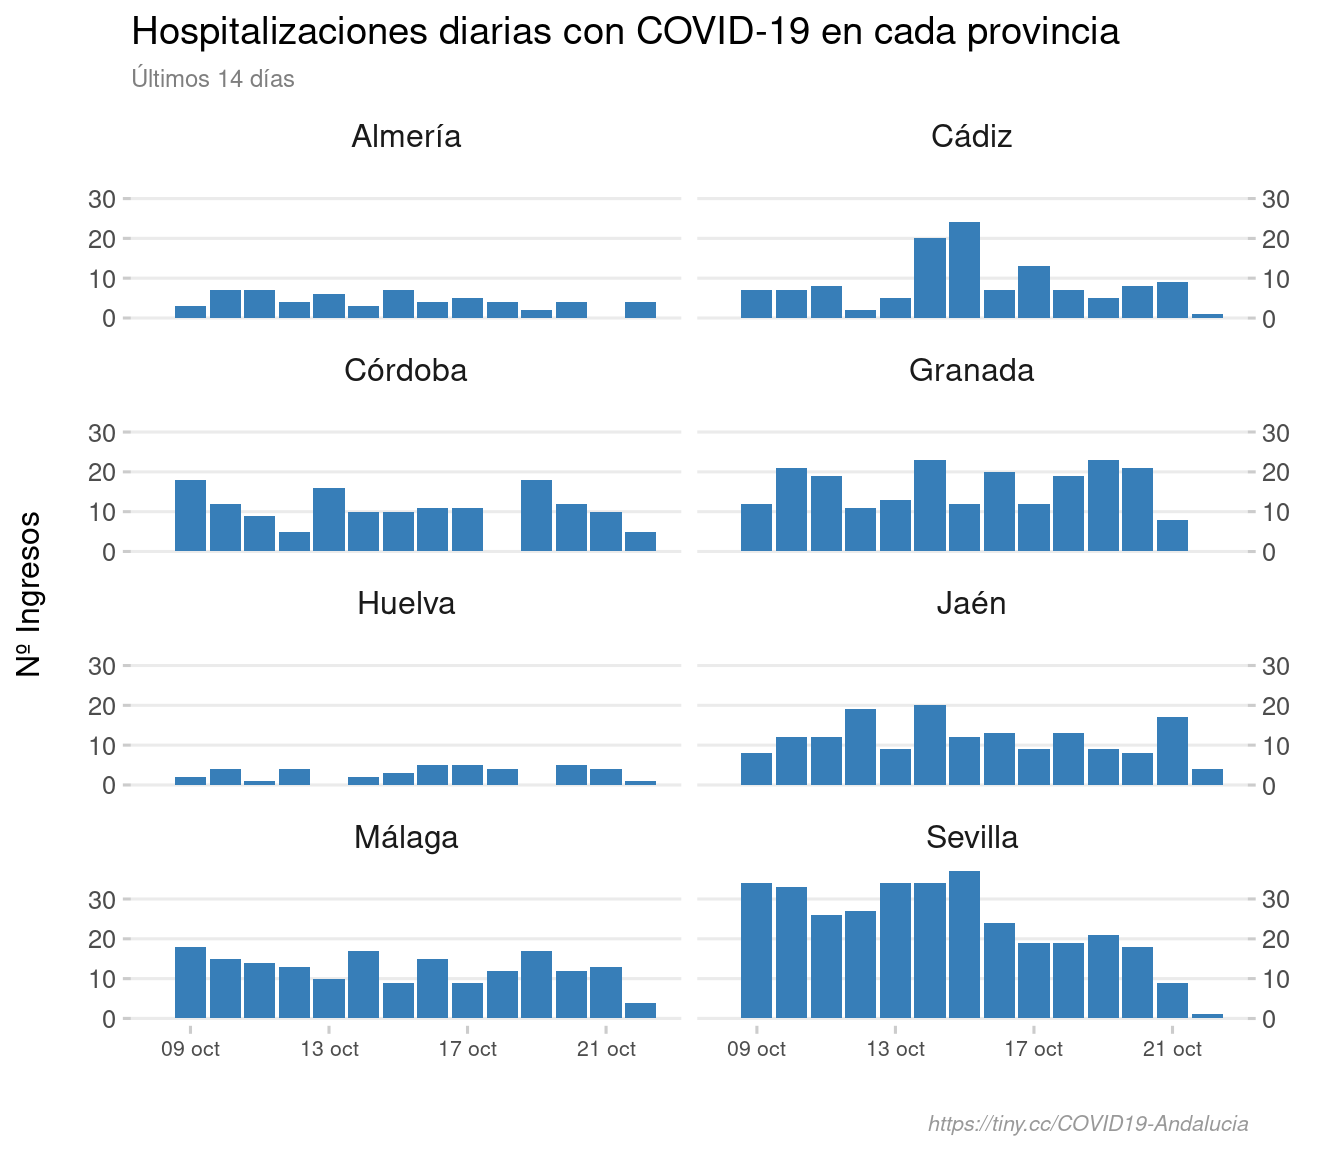 Hospitalizaciones diarias con COVID-19 en cada provincia
Últimos 14 días
Almería
Cádiz
30
20
10
0
30
20
10
0
Córdoba
Granada
30
20
10
0
30
20
10
0
Nº Ingresos
Huelva
Jaén
30
20
10
0
30
20
10
0
Málaga
Sevilla
30
20
10
0
30
20
10
0
09 oct 13 oct 17 oct 21 oct
09 oct 13 oct 17 oct 21 oct
https://tiny.cc/COVID19-Andalucia